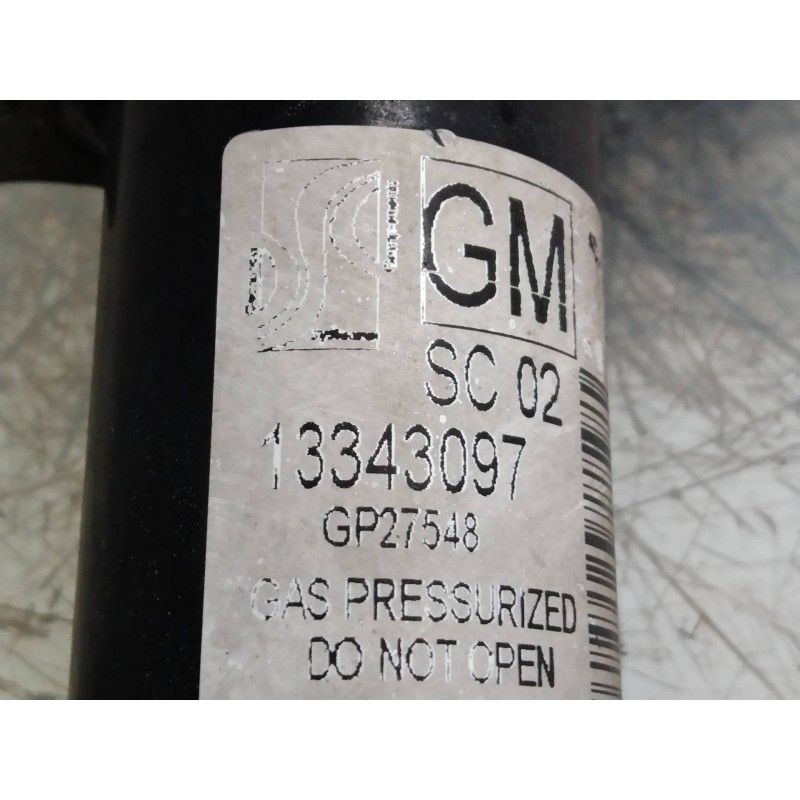 GM
SC 02
13343097
GP27548
GAS PRESSURIZED
DO NOT OPEN